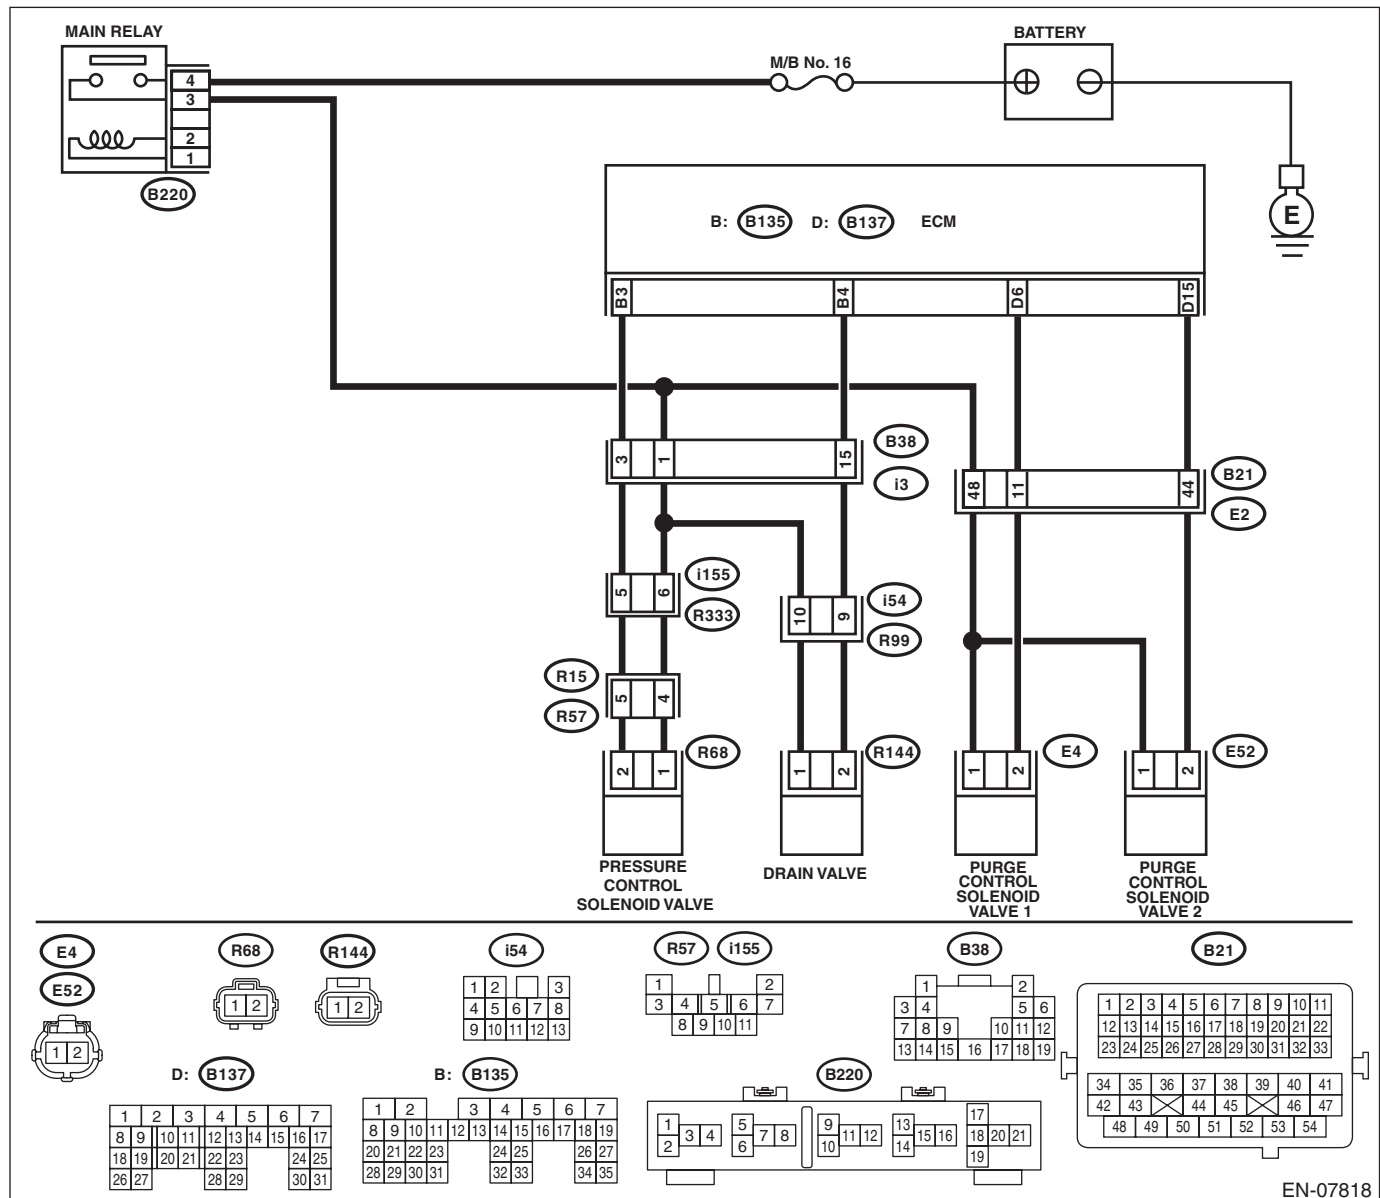 MAIN RELAY
BATTERY
M/B No. 16
4
3
2
1
B220
E
B: B135 D: B137 ECM
B3 B4 D6 D15
3 1 15
B38
i3
48 11 44
B21
E2
5 6
i155
R333
10 9
i54
R99
R15
R57
5 4
2 1
R68
1 2
R144
1 2
E4
1 2
E52
PRESSURE
CONTROL
SOLENOID VALVE
DRAIN VALVE
PURGE
CONTROL
SOLENOID
VALVE 1
PURGE
CONTROL
SOLENOID
VALVE 2
E4
E52
1 2
R68
1 2
R144
1 2
i54
1 2 3
4 5 6 7 8
9 10 11 12 13
R57 i155
1 2
3 4 5 6 7
8 9 10 11
B38
1 2
3 4 5 6
7 8 9 10 11 12
13 14 15 16 17 18 19
B21
1 2 3 4 5 6 7 8 9 10 11
12 13 14 15 16 17 18 19 20 21 22
23 24 25 26 27 28 29 30 31 32 33
34 35 36 37 38 39 40 41
42 43 44 45 46 47
48 49 50 51 52 53 54
D: B137
1 2 3 4 5 6 7
8 9 10 11 12 13 14 15 16 17
18 19 20 21 22 23 24 25
26 27 28 29 30 31
B: B135
1 2 3 4 5 6 7
8 9 10 11 12 13 14 15 16 17 18 19
20 21 22 23 24 25 26 27
28 29 30 31 32 33 34 35
B220
1 2 3 4
5 6 7 8
9 10 11 12
13 14 15 16
17 18 19 20 21
EN-07818